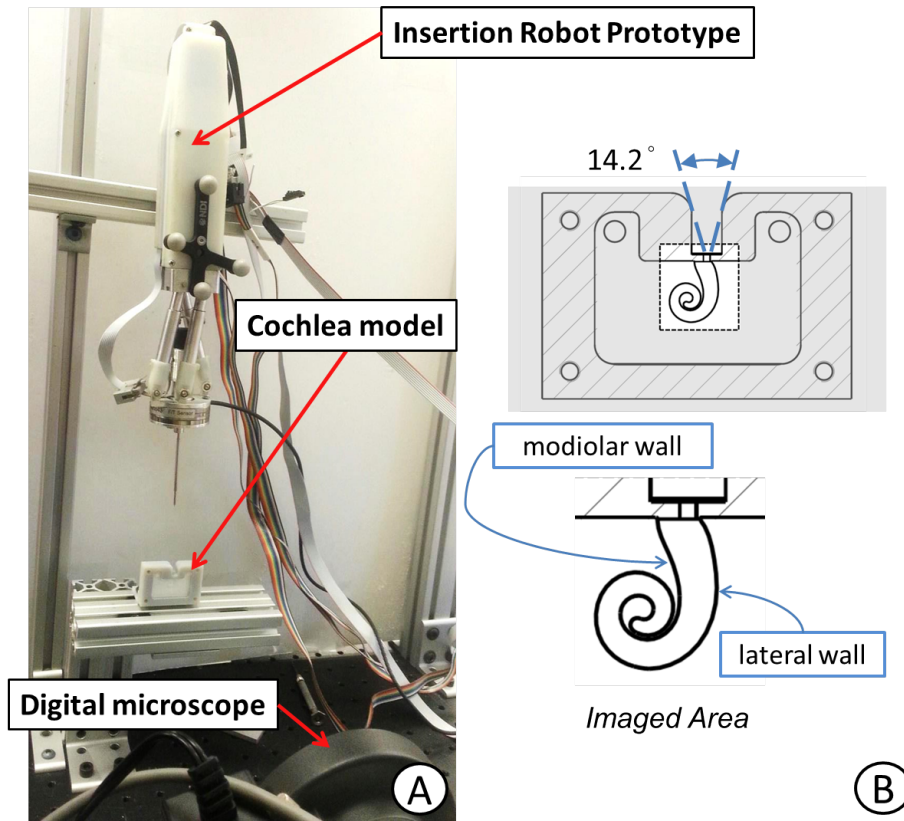 Insertion Robot Prototype
14.2°
Cochlea model
modiolar wall
lateral wall
Digital microscope
Imaged Area
A
B